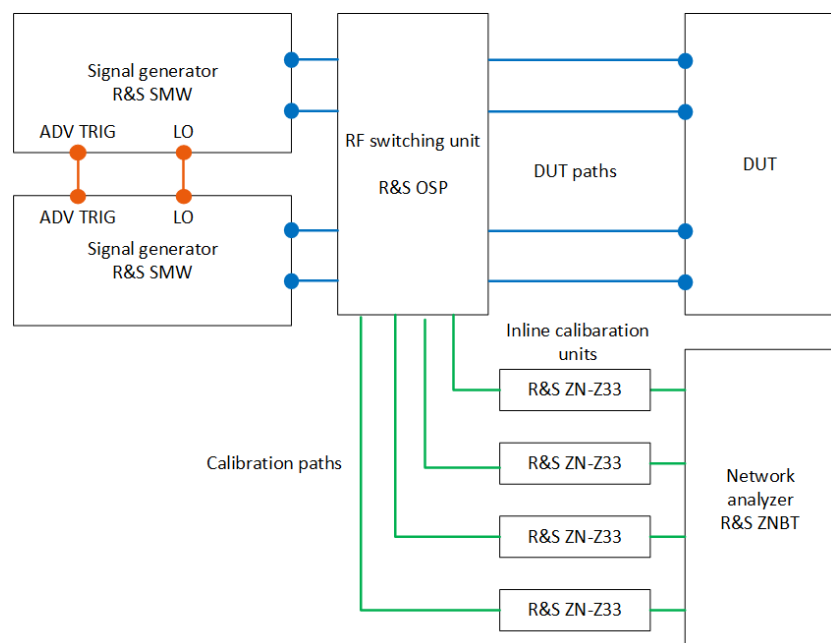 Signal generator
R&S SMW
ADV TRIG
LO
ADV TRIG
LO
Signal generator
R&S SMW
RF switching unit
R&S OSP
DUT paths
DUT
Inline calibaration
units
R&S ZN-Z33
R&S ZN-Z33
R&S ZN-Z33
R&S ZN-Z33
Calibration paths
Network
analyzer
R&S ZNBT